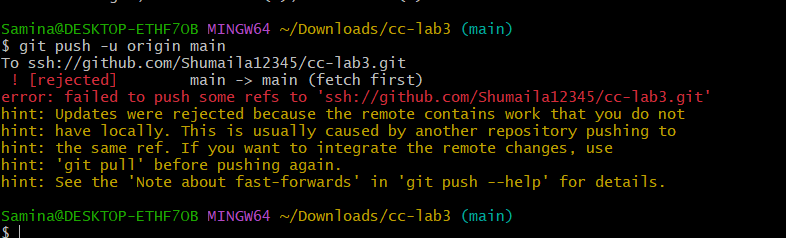 Samina@DESKTOP-ETHF7OB MINGW64 ~/Downloads/cc-lab3 (main)
$ git push -u origin main
To ssh://github.com/Shumaila12345/cc-lab3.git
 ! [rejected]        main -> main (fetch first)
error: failed to push some refs to 'ssh://github.com/Shumaila12345/cc-lab3.git'
hint: Updates were rejected because the remote contains work that you do not
hint: have locally. This is usually caused by another repository pushing to
hint: the same ref. If you want to integrate the remote changes, use
hint: 'git pull' before pushing again.
hint: See the 'Note about fast-forwards' in 'git push --help' for details.
Samina@DESKTOP-ETHF7OB MINGW64 ~/Downloads/cc-lab3 (main)
$